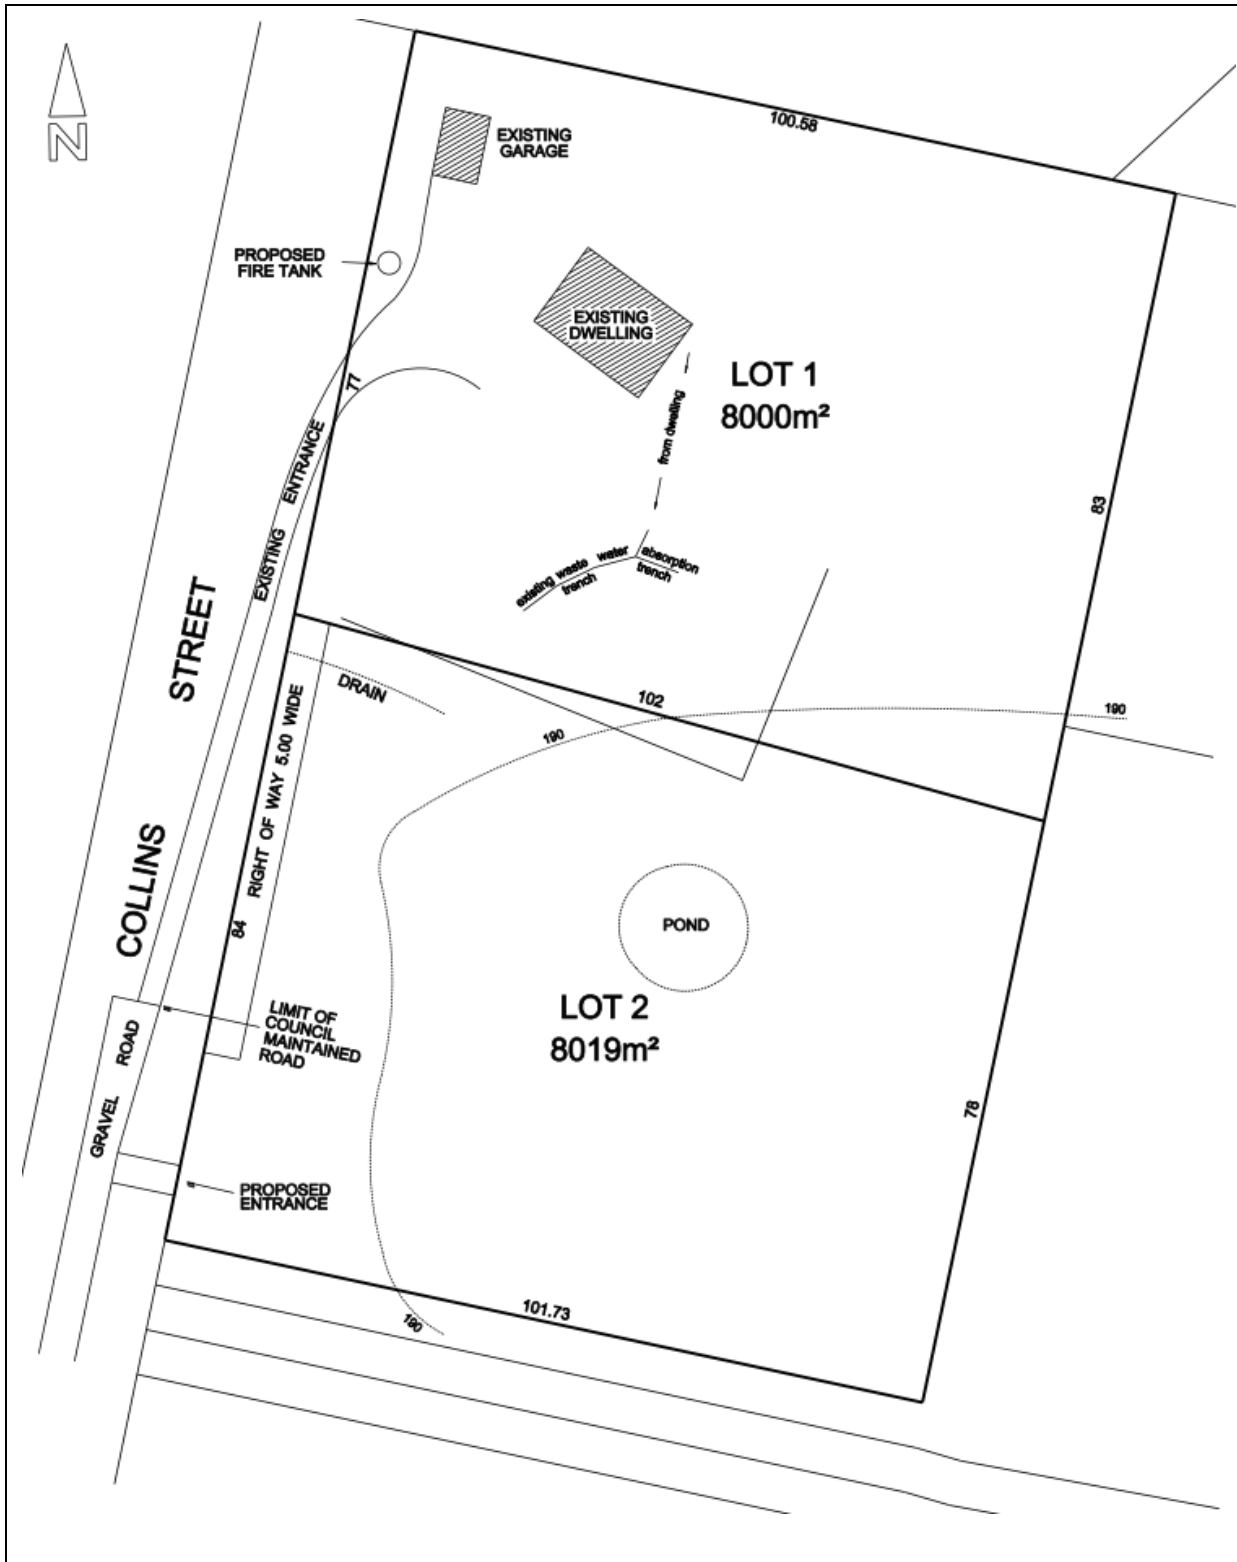 N
100.58
EXISTING
GARAGE
PROPOSED
FIRE TANK
EXISTING
DWELLING
LOT 1
8000m²
77
from dwelling
EXISTING ENTRANCE
83
existing waste water absorption
trench trench
STREET
COLLINS
DRAIN
102
190
190
RIGHT OF WAY 5.00 WIDE
84
POND
LOT 2
8019m²
LIMIT OF
COUNCIL
MAINTAINED
ROAD
GRAVEL ROAD
78
PROPOSED
ENTRANCE
101.73
190